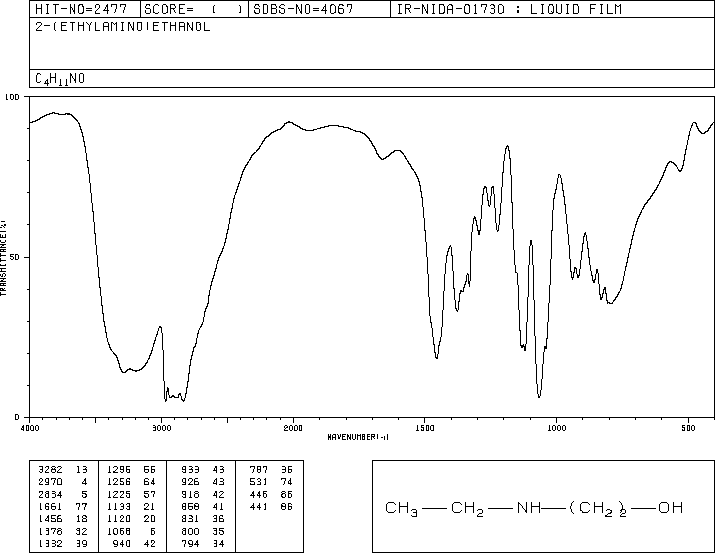 HIT-NO=2477 SCORE= ( ) SDBS-NO=4067 IR-NIDA-01730 : LIQUID FILM
2-(ETHYLAMINO)ETHANOL
C4H11NO
100
TRANSMITTANCE(%)
50
0
4000 3000 2000 1500 1000 500
WAVENUMBER(-1)
3282 13 1296 56 939 43 787 36
2970 4 1256 64 926 43 531 74
2834 5 1225 57 918 42 446 86
1661 77 1133 21 858 41 441 86
1456 18 1120 20 831 36
1378 32 1068 6 800 35
1332 39 940 42 794 34
CH3—CH2—NH—(CH2)2—OH